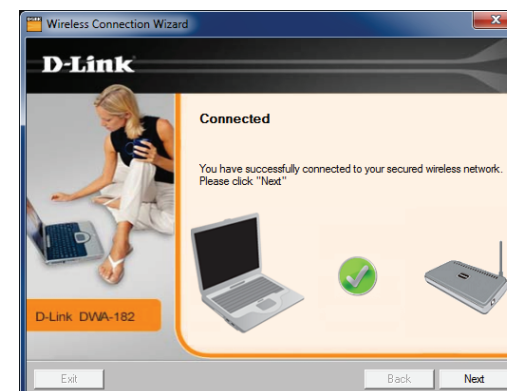 Wireless Connection Wizard
D-Link
Connected
You have successfully connected to your secured wireless network.
Please click "Next"
D-Link DWA-182
Exit
Back
Next